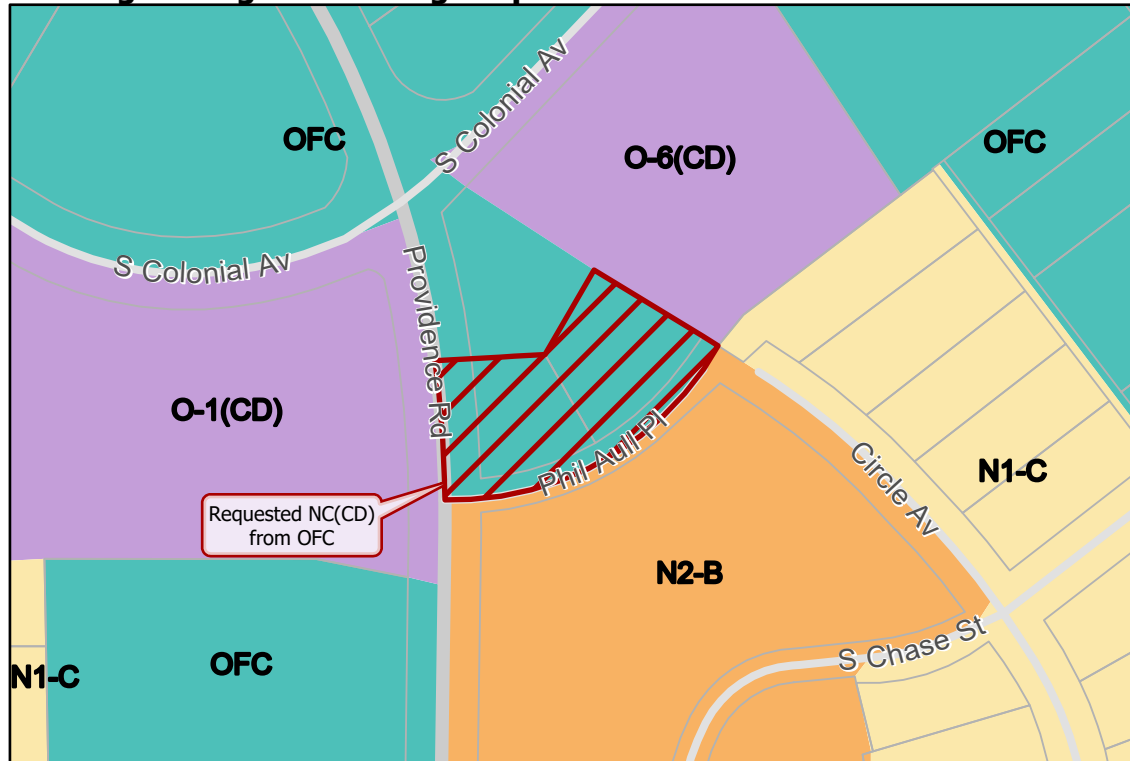 S Colonial Av
OFC
O-6(CD)
OFC
S Colonial Av
Providence Rd
O-1(CD)
Phil Aull Pl
Circle Av
N1-C
Requested NC(CD)
from OFC
N2-B
S Chase St
OFC
N1-C